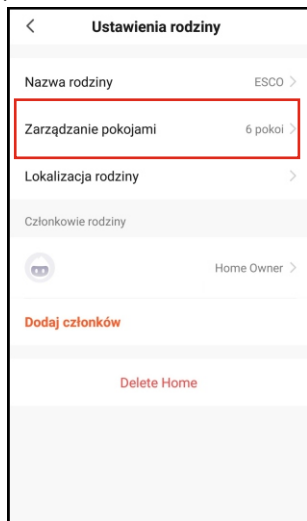 Ustawienia rodziny
Nazwa rodziny ESCO
Zarządzanie pokojami 6 pokoi
Lokalizacja rodziny
Członkowie rodziny
Home Owner
Dodaj członków
Delete Home